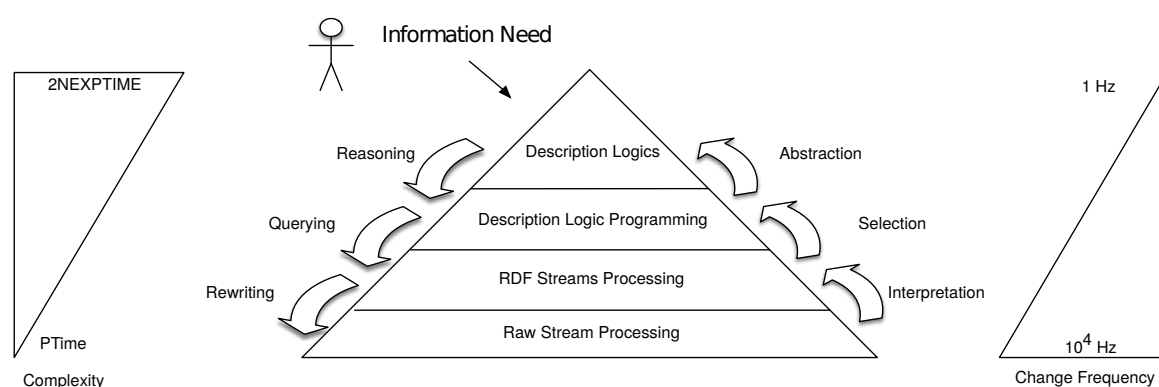 Information Need
2NEXPTIME
1 Hz
Reasoning
Description Logics
Abstraction
Querying
Description Logic Programming
Selection
Rewriting
RDF Streams Processing
Interpretation
Raw Stream Processing
PTime
10⁴ Hz
Complexity
Change Frequency